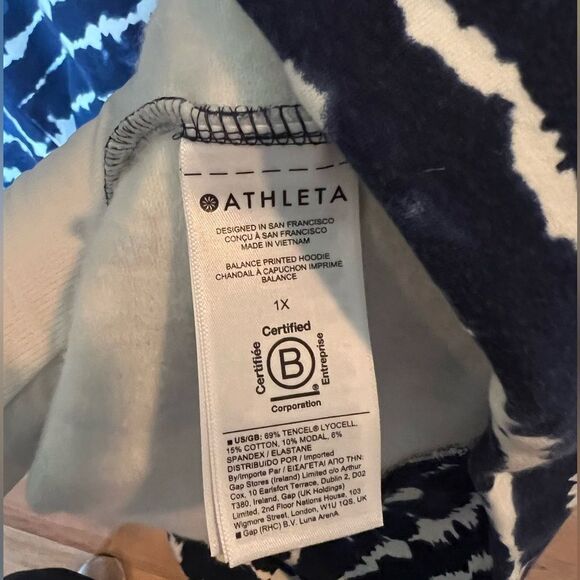 ATHLETA
DESIGNED IN SAN FRANCISCO
CONÇU À SAN FRANCISCO
MADE IN VIETNAM
BALANCE PRINTED HOODIE
CHANDAIL À CAPUCHON IMPRIMÉ
BALANCE
1X
Certified
Certifiée
B
Entreprise
Corporation
US/GB: 69% TENCEL® LYOCELL,
15% COTTON, 10% MODAL, 6%
SPANDEX / ELASTANE
DISTRIBUIDO POR / Imported
By/Importe Par / ΕΙΣΑΓΕΤΑΙ ΑΠΟ ΤΗΝ:
Gap Stores (Ireland) Limited c/o Arthur
Cox, 10 Earlsfort Terrace, Dublin 2, D02
T380, Ireland, Gap (UK Holdings)
Limited, 2nd Floor Nations House, 103
Wigmore Street, London, W1U 1QS. UK
Gap (RHC) B.V. Luna ArenA